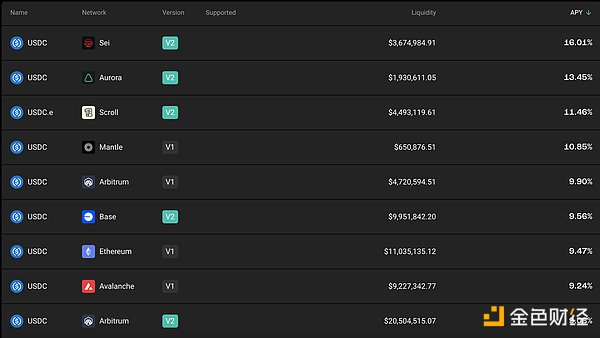 Name Network Version Supported Liquidity APY ↓
USDC Sei V2 $3,674,984.91 16.01%
USDC Aurora V2 $1,930,611.05 13.45%
USDC.e Scroll V2 $4,493,119.61 11.46%
USDC Mantle V1 $650,876.51 10.85%
USDC Arbitrum V1 $4,720,594.51 9.90%
USDC Base V2 $9,951,842.20 9.56%
USDC Ethereum V1 $11,035,135.12 9.47%
USDC Avalanche V1 $9,227,342.77 9.24%
USDC Arbitrum V2 $20,504,515.07
金色财经